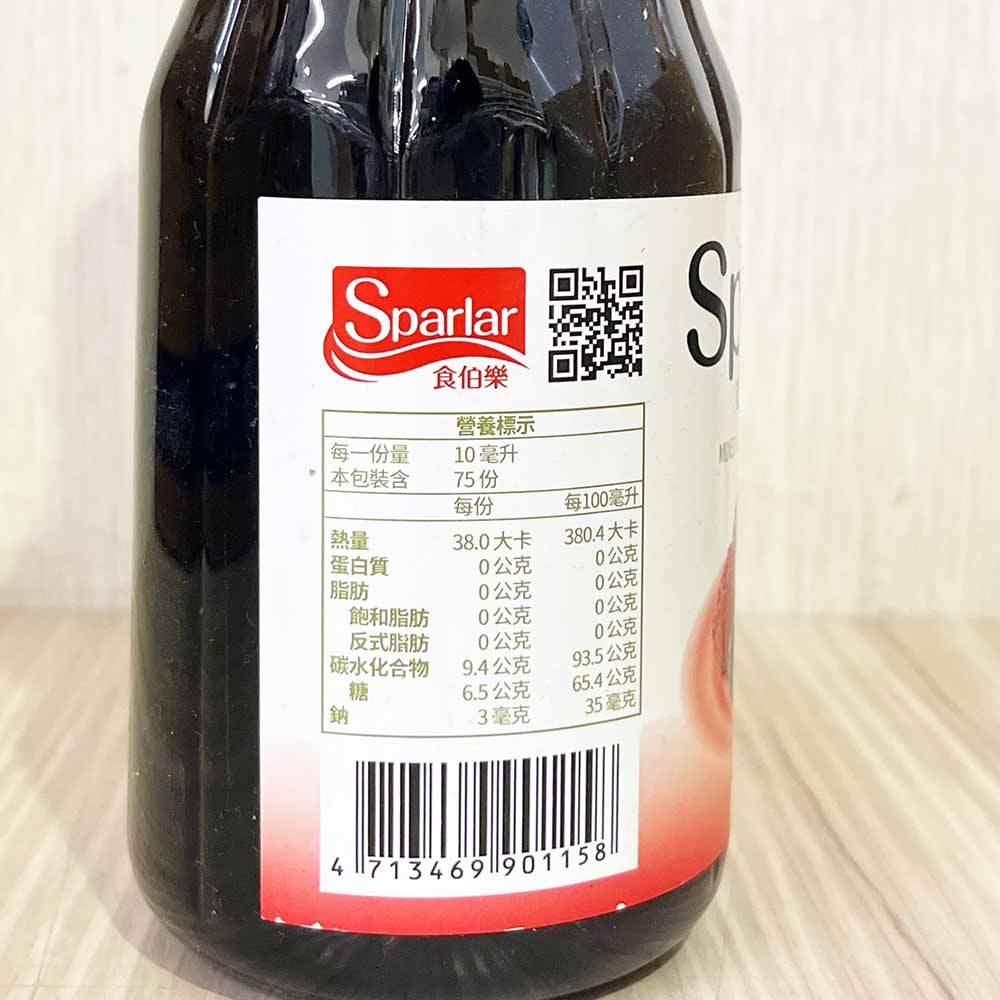 Sparlar
食伯樂
Sp
營養標示
每一份量 10 毫升
本包裝含 75 份
每份 每100毫升
熱量 38.0 大卡 380.4 大卡
蛋白質 0 公克 0 公克
脂肪 0 公克 0 公克
飽和脂肪 0 公克 0 公克
反式脂肪 0 公克 0 公克
碳水化合物 9.4 公克 93.5 公克
糖 6.5 公克 65.4 公克
鈉 3 毫克 35 毫克
4 713469 901158